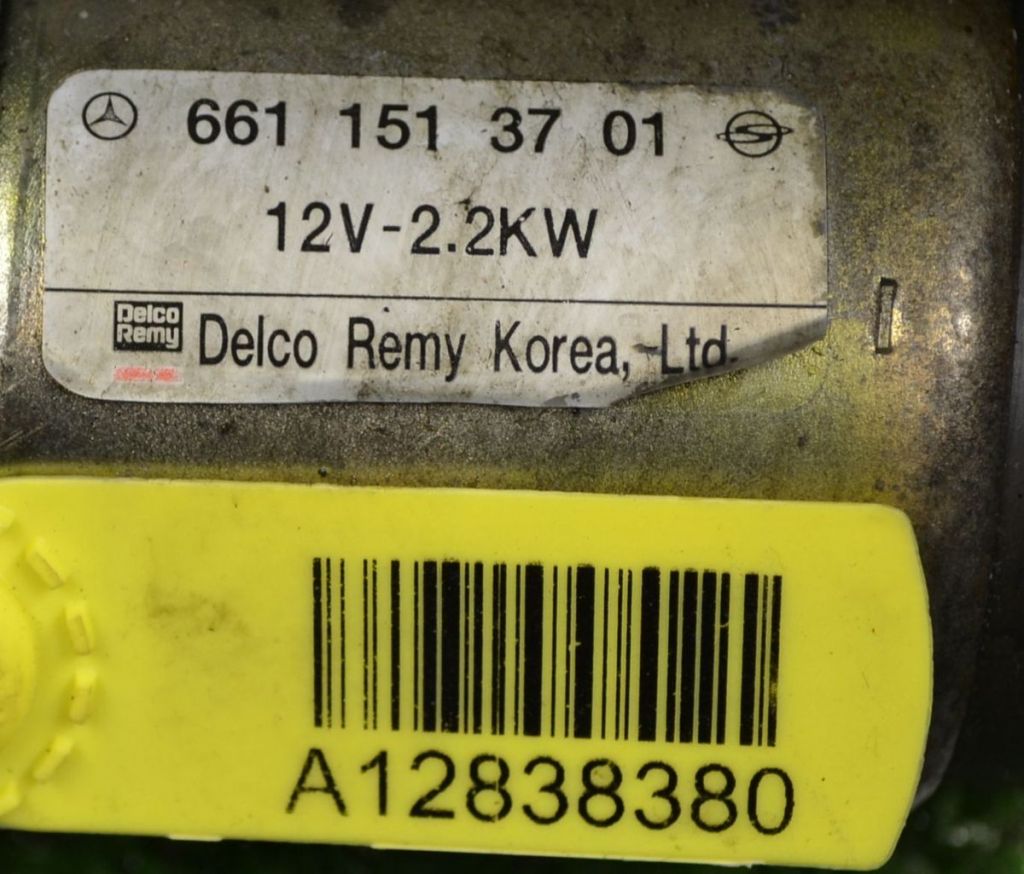 661 151 37 01
12V-2.2KW
Delco
Remy
Delco Remy Korea, Ltd.
A12838380